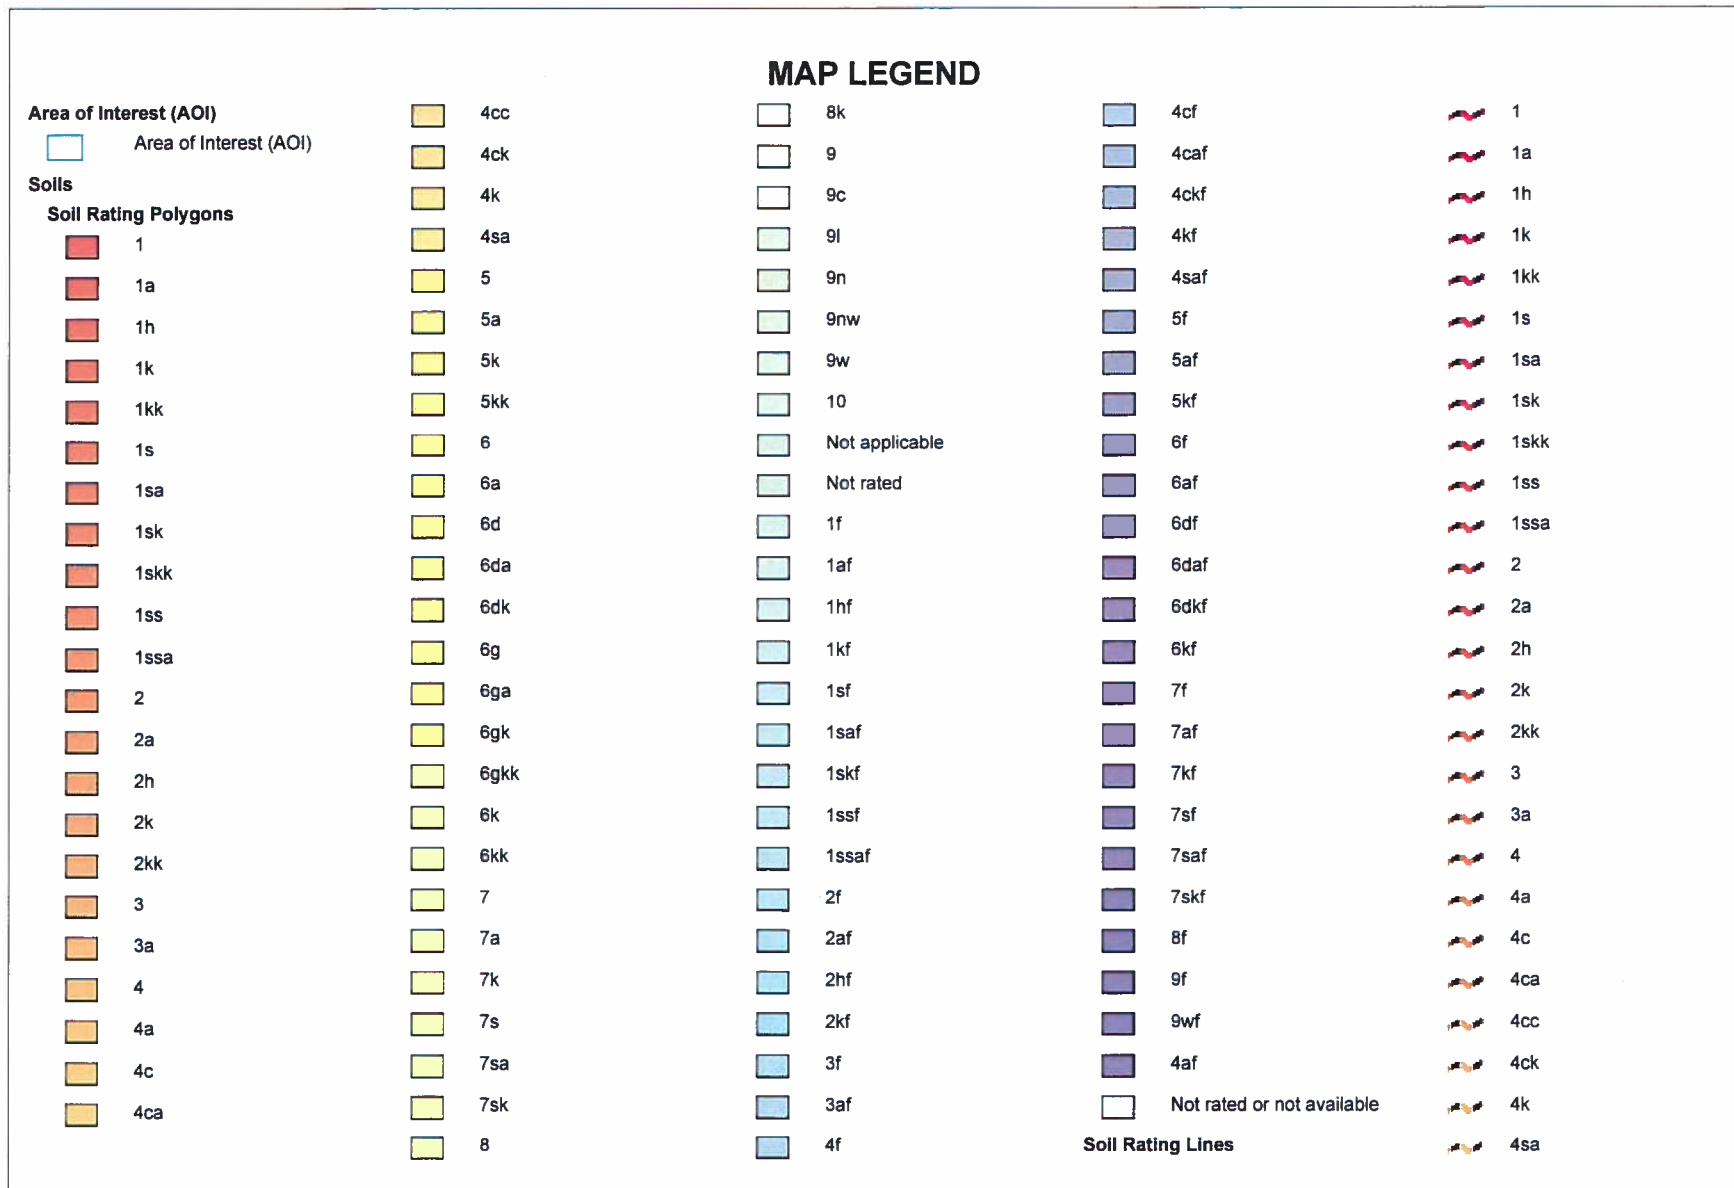 MAP LEGEND
Area of Interest (AOI)
Area of Interest (AOI)
Soils
Soil Rating Polygons
1
1a
1h
1k
1kk
1s
1sa
1sk
1skk
1ss
1ssa
2
2a
2h
2k
2kk
3
3a
4
4a
4c
4ca
4cc
4ck
4k
4sa
5
5a
5k
5kk
6
6a
6d
6da
6dk
6g
6ga
6gk
6gkk
6k
6kk
7
7a
7k
7s
7sa
7sk
8
8k
9
9c
9l
9n
9nw
9w
10
Not applicable
Not rated
1f
1af
1hf
1kf
1sf
1saf
1skf
1ssf
1ssaf
2f
2af
2hf
2kf
3f
3af
4f
4cf
4caf
4ckf
4kf
4saf
5f
5af
5kf
6f
6af
6df
6daf
6dkf
6kf
7f
7af
7kf
7sf
7saf
7skf
8f
9f
9wf
4af
Not rated or not available
Soil Rating Lines
1
1a
1h
1k
1kk
1s
1sa
1sk
1skk
1ss
1ssa
2
2a
2h
2k
2kk
3
3a
4
4a
4c
4ca
4cc
4ck
4k
4sa